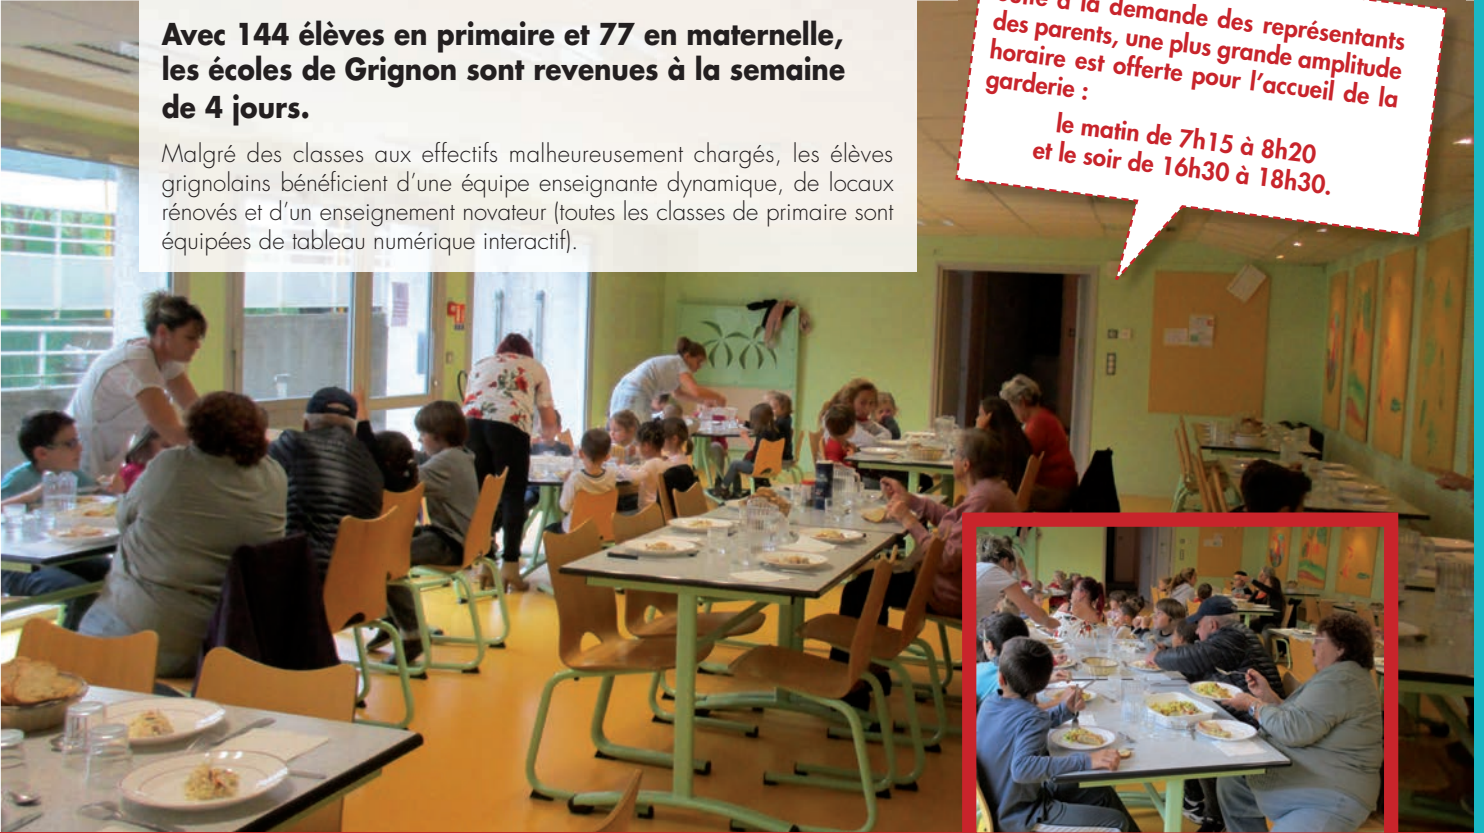 Avec 144 élèves en primaire et 77 en maternelle,
les écoles de Grignon sont revenues à la semaine
de 4 jours.
Malgré des classes aux effectifs malheureusement chargés, les élèves
grignolains bénéficient d’une équipe enseignante dynamique, de locaux
rénovés et d’un enseignement novateur (toutes les classes de primaire sont
équipées de tableau numérique interactif).
à la demande des représentants
des parents, une plus grande amplitude
horaire est offerte pour l’accueil de la
garderie :
le matin de 7h15 à 8h20
et le soir de 16h30 à 18h30.